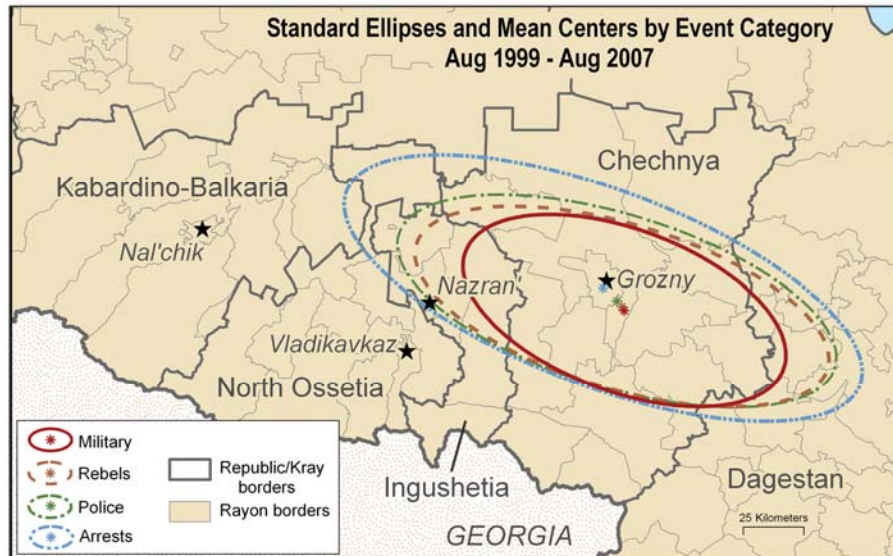 Standard Ellipses and Mean Centers by Event Category
Aug 1999 - Aug 2007
Chechnya
Kabardino-Balkaria
Nal'chik
Grozny
Nazran'
Vladikavkaz
North Ossetia
Military
Rebels
Police
Arrests
Republic/Kray
borders
Rayon borders
Ingushetia
Dagestan
25 Kilometers
GEORGIA